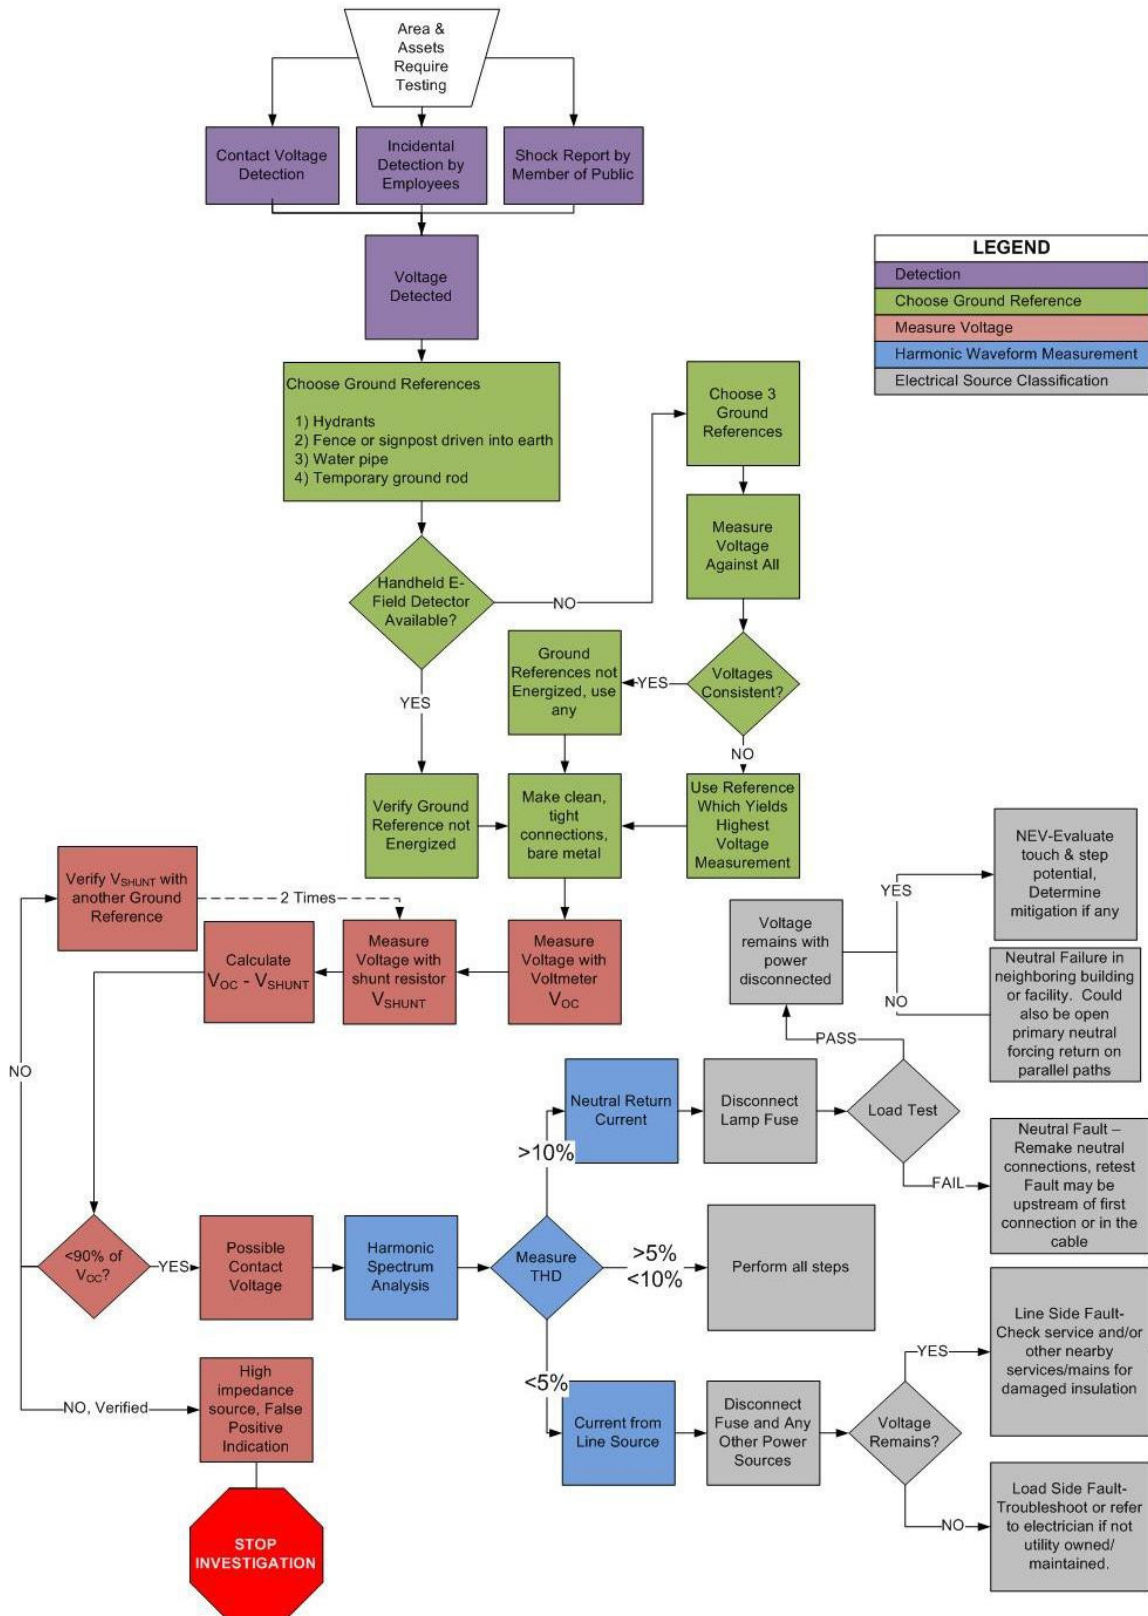 Area &
Assets
Require
Testing
Contact Voltage
Detection
Incidental
Detection by
Employees
Shock Report by
Member of Public
Voltage
Detected
LEGEND
Detection
Choose Ground Reference
Measure Voltage
Harmonic Waveform Measurement
Electrical Source Classification
Choose Ground References
1) Hydrants
2) Fence or signpost driven into earth
3) Water pipe
4) Temporary ground rod
Choose 3
Ground
References
Measure
Voltage
Against All
Handheld E-
Field Detector
Available?
NO
YES
Ground
References not
Energized, use
any
YES
Voltages
Consistent?
NO
Verify Ground
Reference not
Energized
Make clean,
tight
connections,
bare metal
Use Reference
Which Yields
Highest
Voltage
Measurement
Verify VSHUNT with
another Ground
Reference
2 Times
Calculate
VOC - VSHUNT
Measure
Voltage with
shunt resistor
VSHUNT
Measure
Voltage with
Voltmeter
VOC
Voltage
remains with
power
disconnected
YES
NO
NEV-Evaluate
touch & step
potential,
Determine
mitigation if any
Neutral Failure in
neighboring building
or facility. Could
also be open
primary neutral
forcing return on
parallel paths
PASS
NO
Neutral Return
Current
Disconnect
Lamp Fuse
Load Test
FAIL
Neutral Fault –
Remake neutral
connections, retest
Fault may be
upstream of first
connection or in the
cable
>10%
<90% of
VOC?
YES
Possible
Contact
Voltage
Harmonic
Spectrum
Analysis
Measure
THD
>5%
<10%
Perform all steps
<5%
NO, Verified
High
impedance
source, False
Positive
Indication
STOP
INVESTIGATION
Current from
Line Source
Disconnect
Fuse and Any
Other Power
Sources
Voltage
Remains?
YES
Line Side Fault-
Check service and/or
other nearby
services/mains for
damaged insulation
NO
Load Side Fault-
Troubleshoot or refer
to electrician if not
utility owned/
maintained.